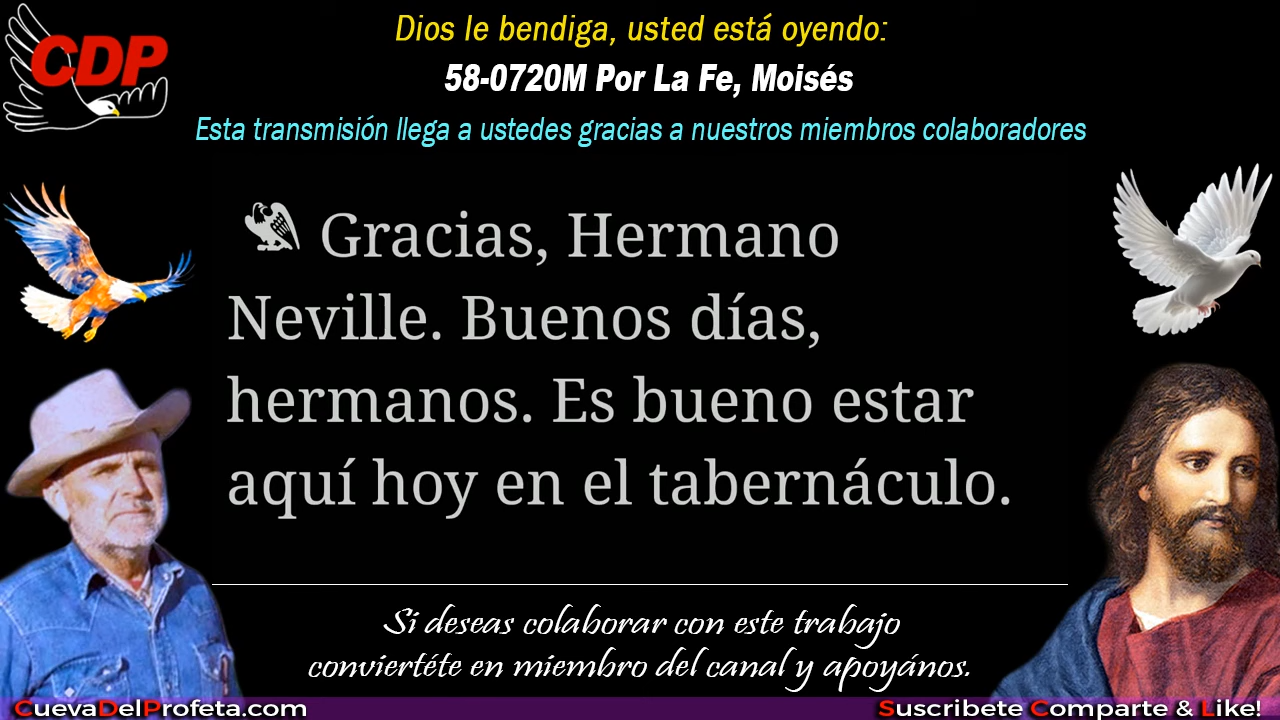 CDP
Dios le bendiga, usted está oyendo:
58-0720M Por La Fe, Moisés
Esta transmisión llega a ustedes gracias a nuestros miembros colaboradores
Gracias, Hermano
Neville. Buenos días,
hermanos. Es bueno estar
aquí hoy en el tabernáculo.
Si deseas colaborar con este trabajo
conviertéte en miembro del canal y apoyános.
CuevaDelProfeta.com
Suscribete Comparte & Like!